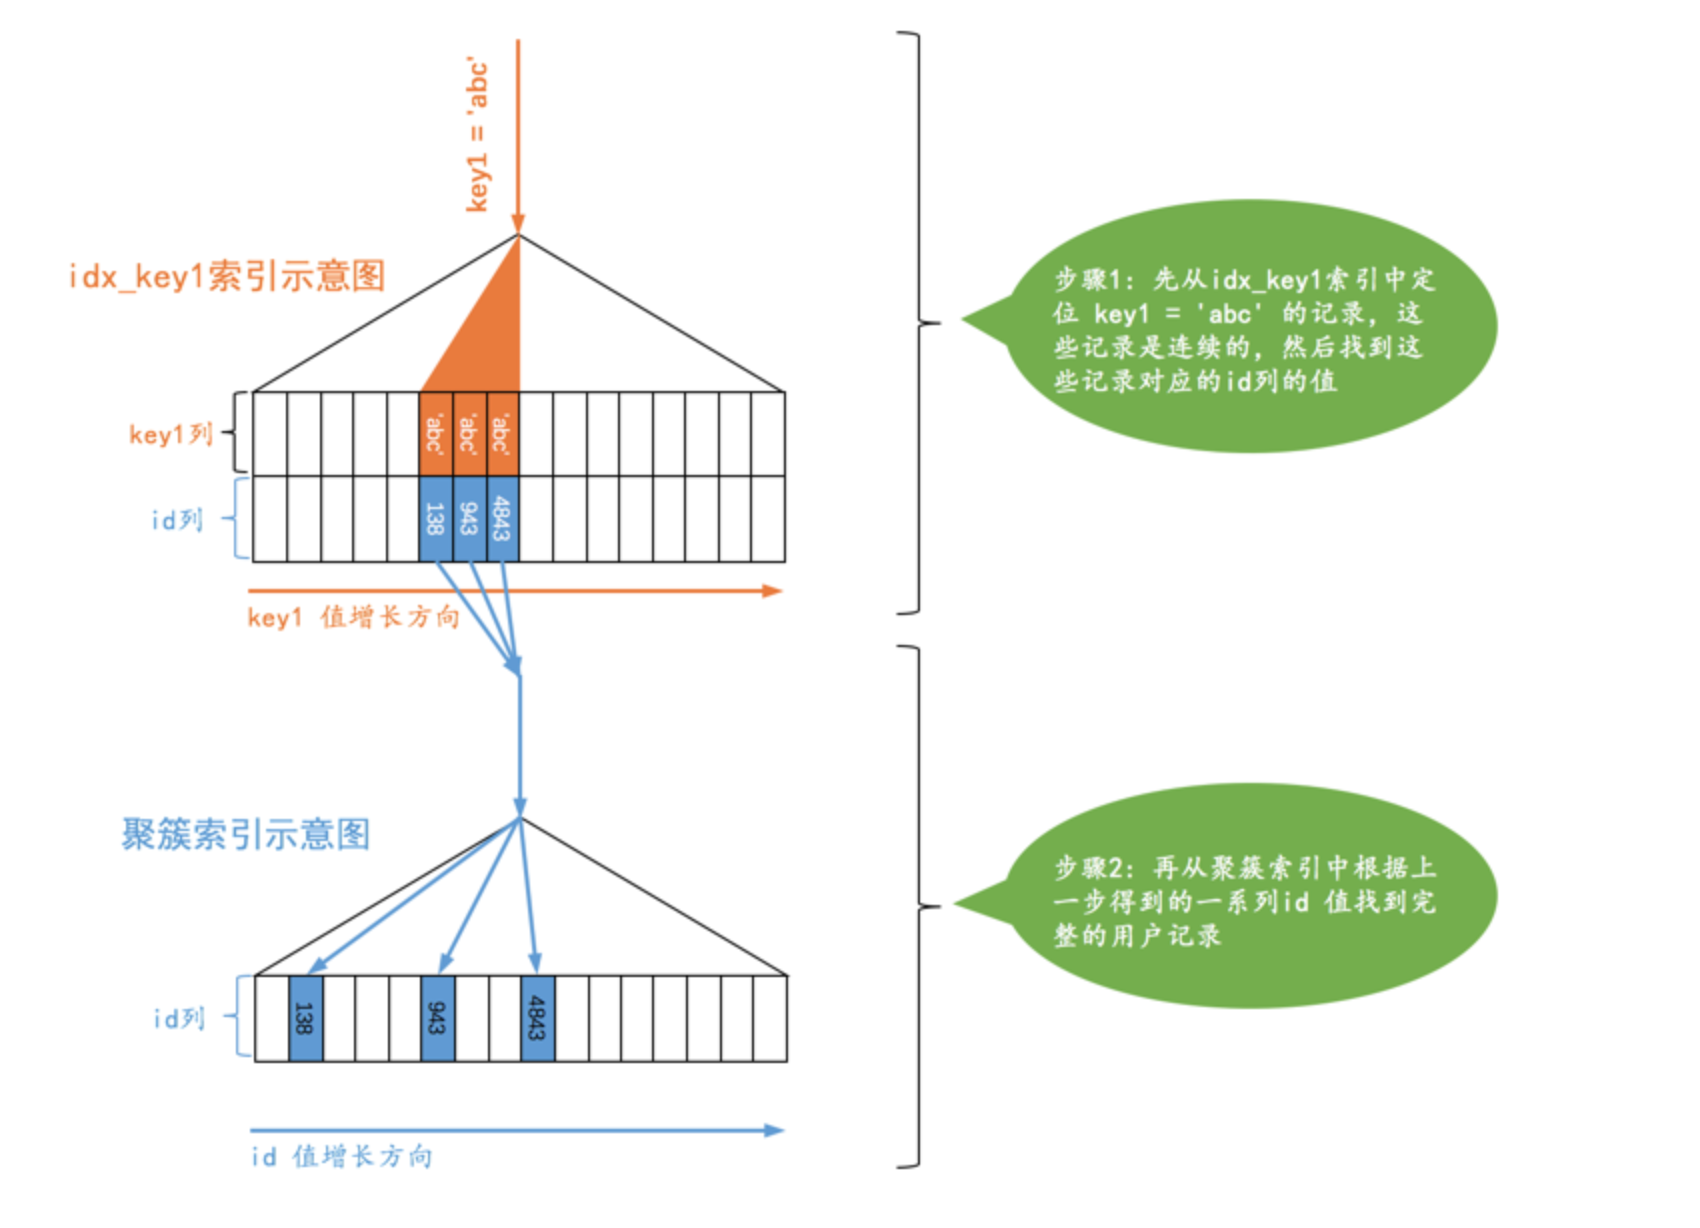 key1 = 'abc'
idx_key1索引示意图
key1列
'abc'
'abc'
'abc'
id列
138
943
4843
key1 值增长方向
步骤1：先从idx_key1索引中定
位 key1 = 'abc' 的记录，这
些记录是连续的，然后找到这
些记录对应的id列的值
聚簇索引示意图
id列
138
943
4843
id 值增长方向
步骤2：再从聚簇索引中根据上
一步得到的一系列id 值找到完
整的用户记录